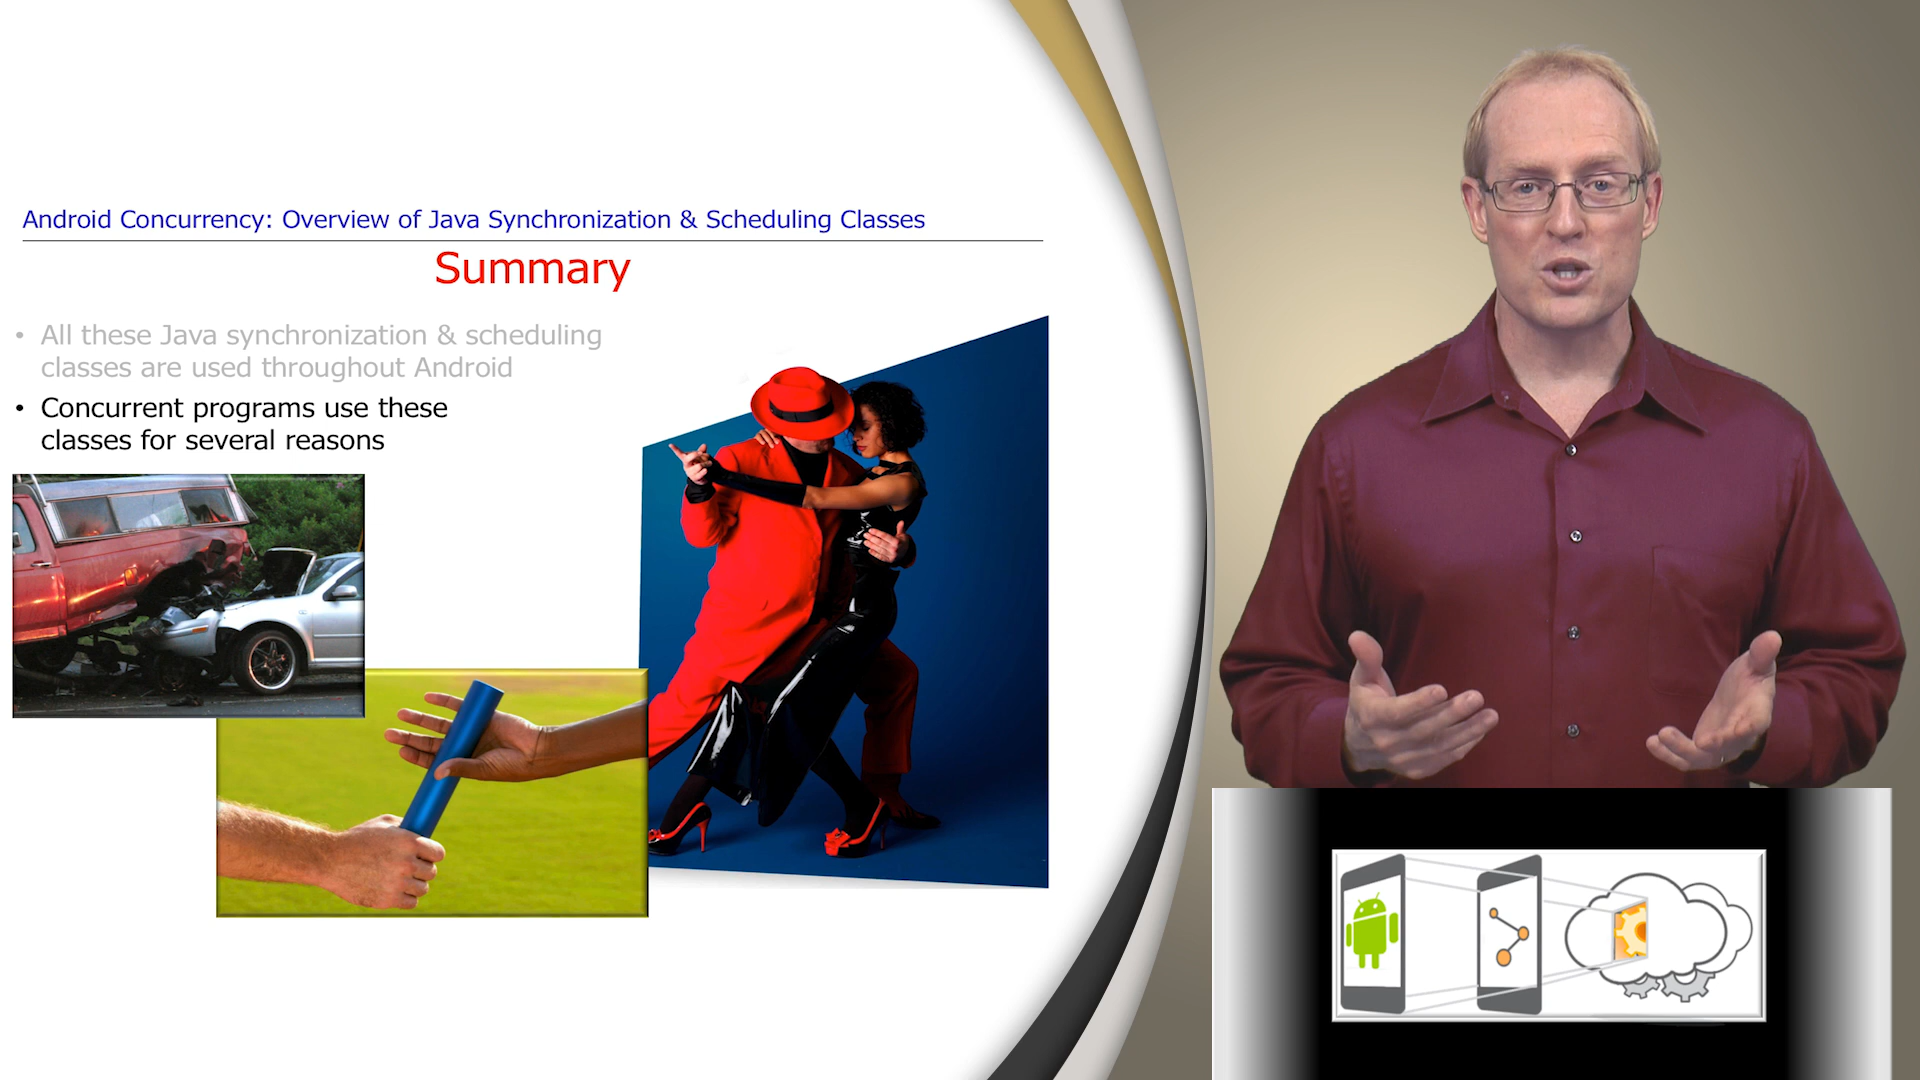 Android Concurrency: Overview of Java Synchronization & Scheduling Classes
Summary
• All these Java synchronization & scheduling
classes are used throughout Android
• Concurrent programs use these
classes for several reasons